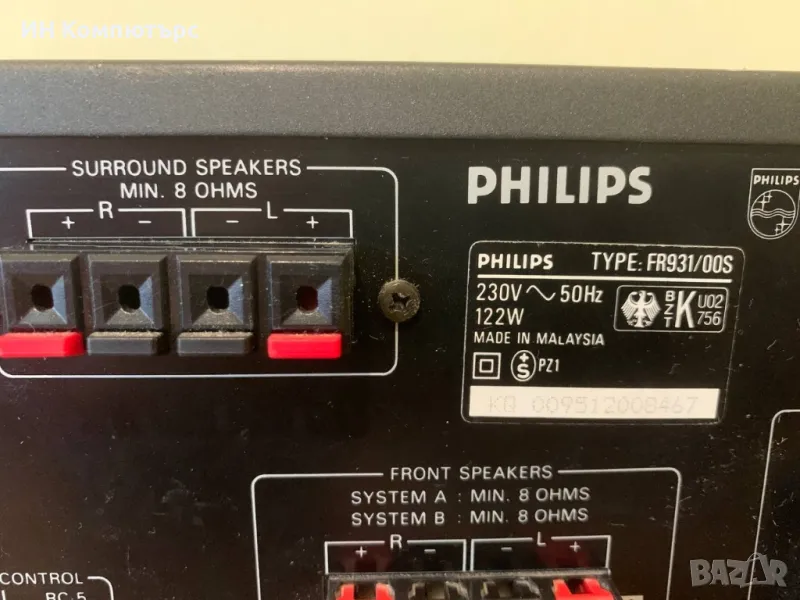 ИН Компютърс
SURROUND SPEAKERS
MIN. 8 OHMS
R L
+ − − +
PHILIPS
PHILIPS
PHILIPS TYPE: FR931/00S
230V ~ 50Hz
122W
MADE IN MALAYSIA
BZT K U02 756
S PZ1
KQ 009512008467
FRONT SPEAKERS
SYSTEM A : MIN. 8 OHMS
SYSTEM B : MIN. 8 OHMS
R L
+ − − +
CONTROL
RC-5
BAZAR